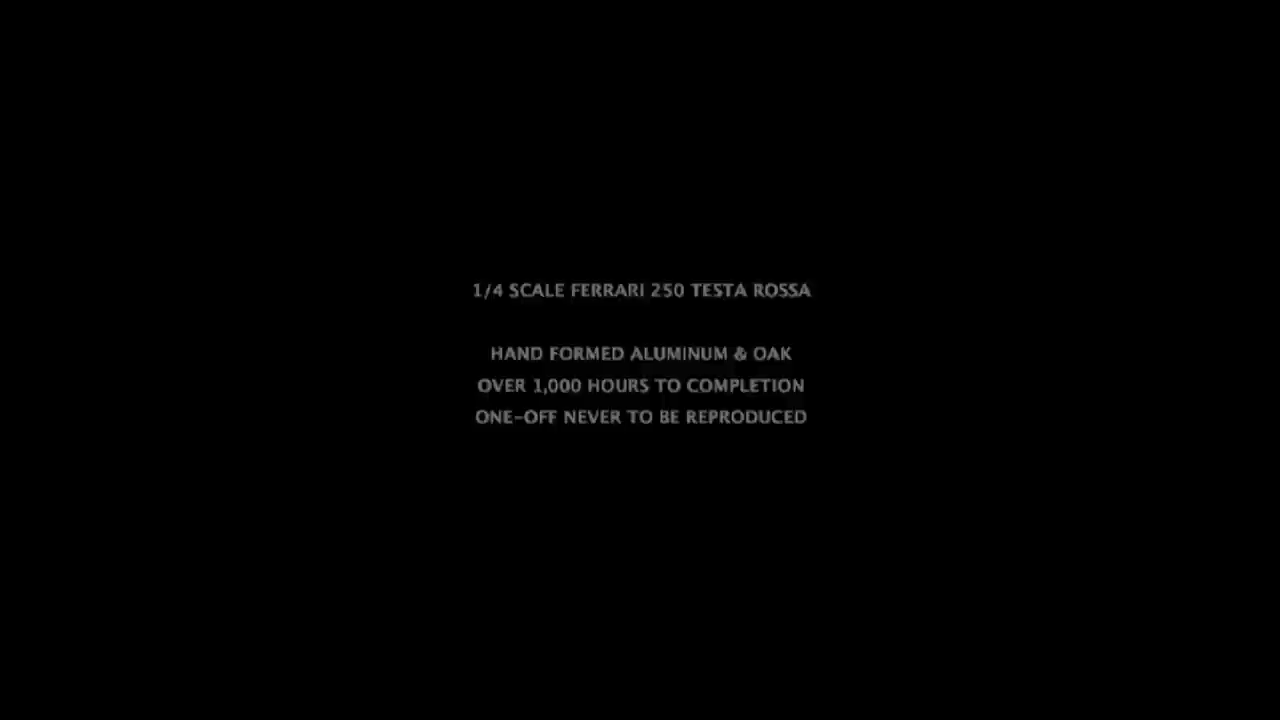 1/4 SCALE FERRARI 250 TESTA ROSSA
HAND FORMED ALUMINUM & OAK
OVER 1,000 HOURS TO COMPLETION
ONE-OFF NEVER TO BE REPRODUCED